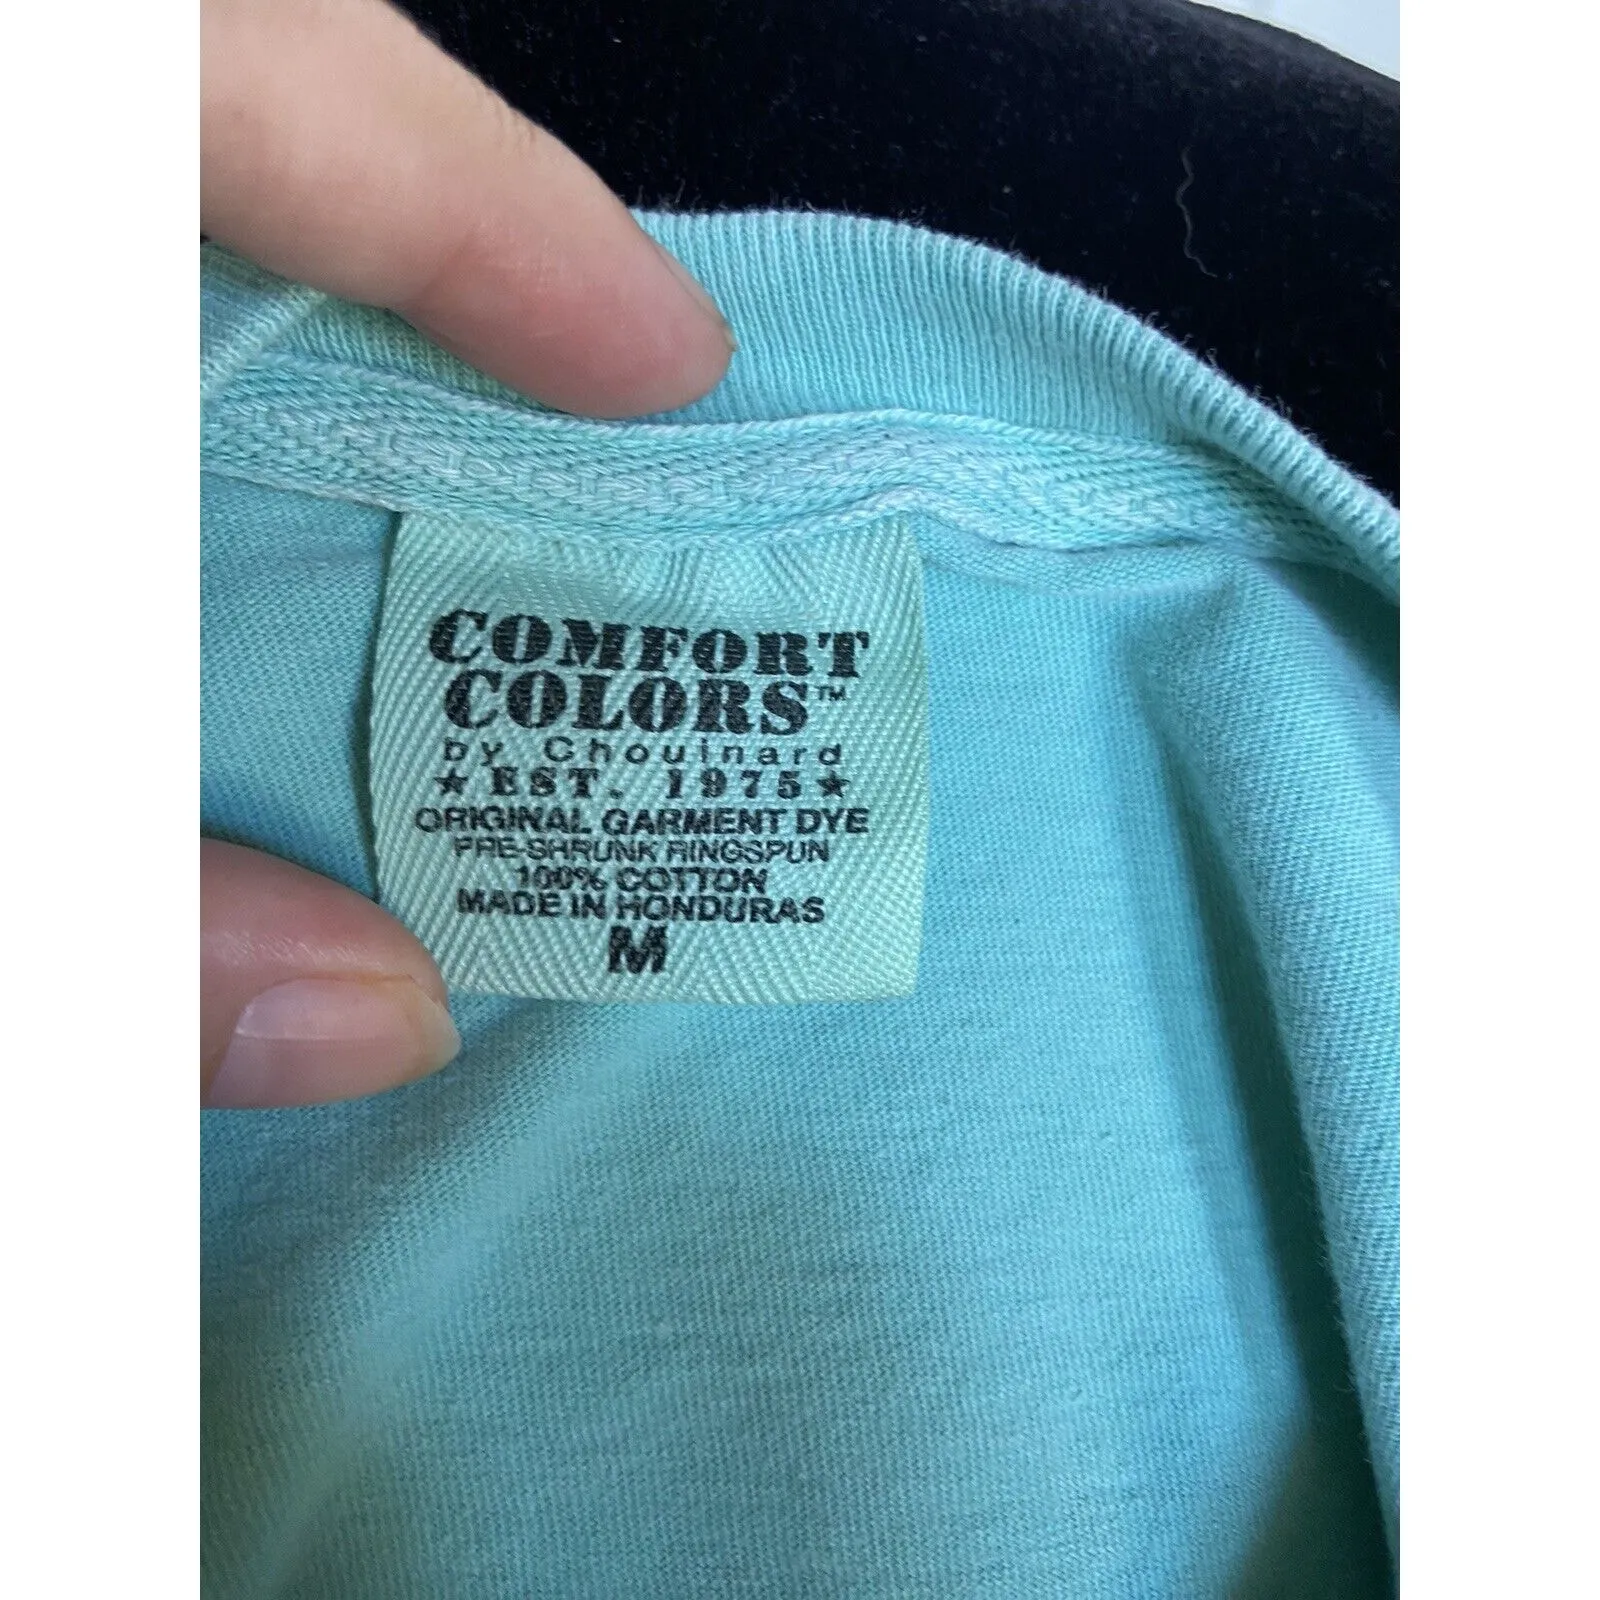 COMFORT
COLORS™
by Chouinard
★ EST. 1975 ★
ORIGINAL GARMENT DYE
PRE-SHRUNK RINGSPUN
100% COTTON
MADE IN HONDURAS
M